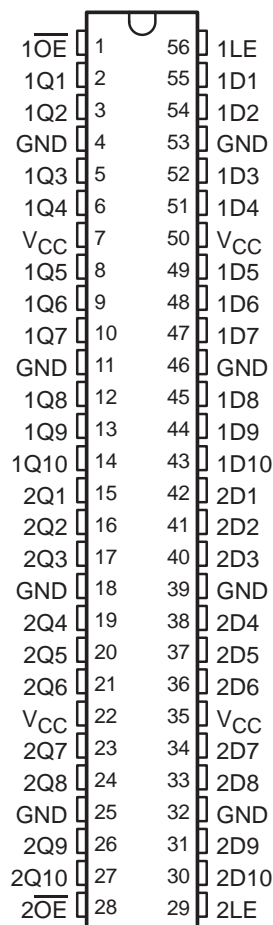 1O̅E̅ 1 56 1LE
1Q1 2 55 1D1
1Q2 3 54 1D2
GND 4 53 GND
1Q3 5 52 1D3
1Q4 6 51 1D4
VCC 7 50 VCC
1Q5 8 49 1D5
1Q6 9 48 1D6
1Q7 10 47 1D7
GND 11 46 GND
1Q8 12 45 1D8
1Q9 13 44 1D9
1Q10 14 43 1D10
2Q1 15 42 2D1
2Q2 16 41 2D2
2Q3 17 40 2D3
GND 18 39 GND
2Q4 19 38 2D4
2Q5 20 37 2D5
2Q6 21 36 2D6
VCC 22 35 VCC
2Q7 23 34 2D7
2Q8 24 33 2D8
GND 25 32 GND
2Q9 26 31 2D9
2Q10 27 30 2D10
2O̅E̅ 28 29 2LE